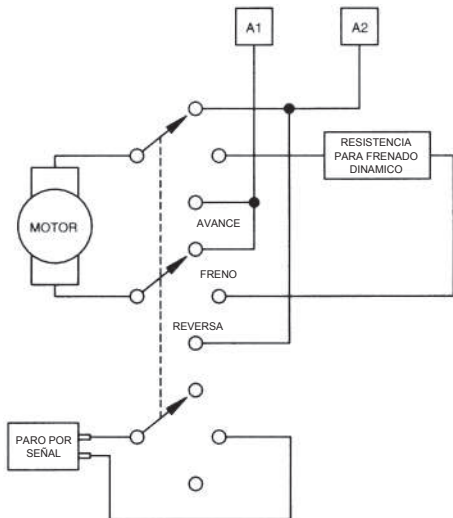 A1
A2
RESISTENCIA
PARA FRENADO
DINAMICO
MOTOR
AVANCE
FRENO
REVERSA
PARO POR
SEÑAL